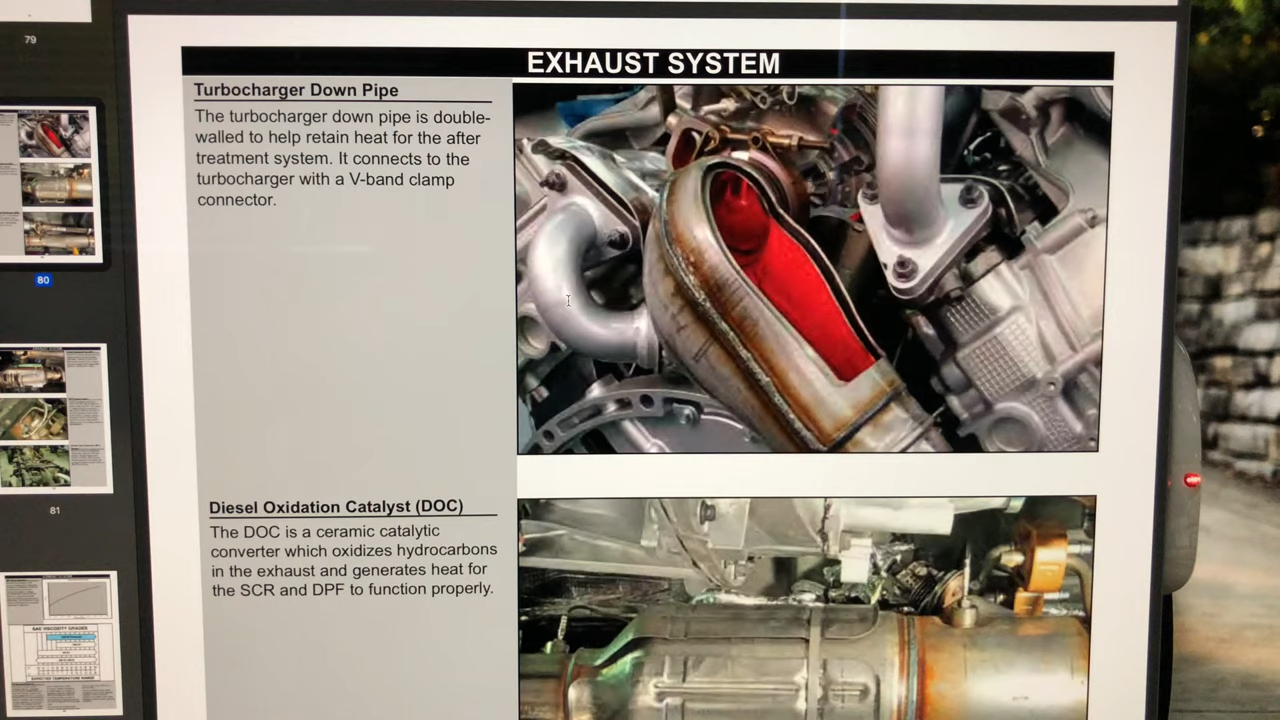 79
80
81
SAE VISCOSITY GRADES
EXHAUST SYSTEM
Turbocharger Down Pipe
The turbocharger down pipe is double-
walled to help retain heat for the after
treatment system. It connects to the
turbocharger with a V-band clamp
connector.
Diesel Oxidation Catalyst (DOC)
The DOC is a ceramic catalytic
converter which oxidizes hydrocarbons
in the exhaust and generates heat for
the SCR and DPF to function properly.